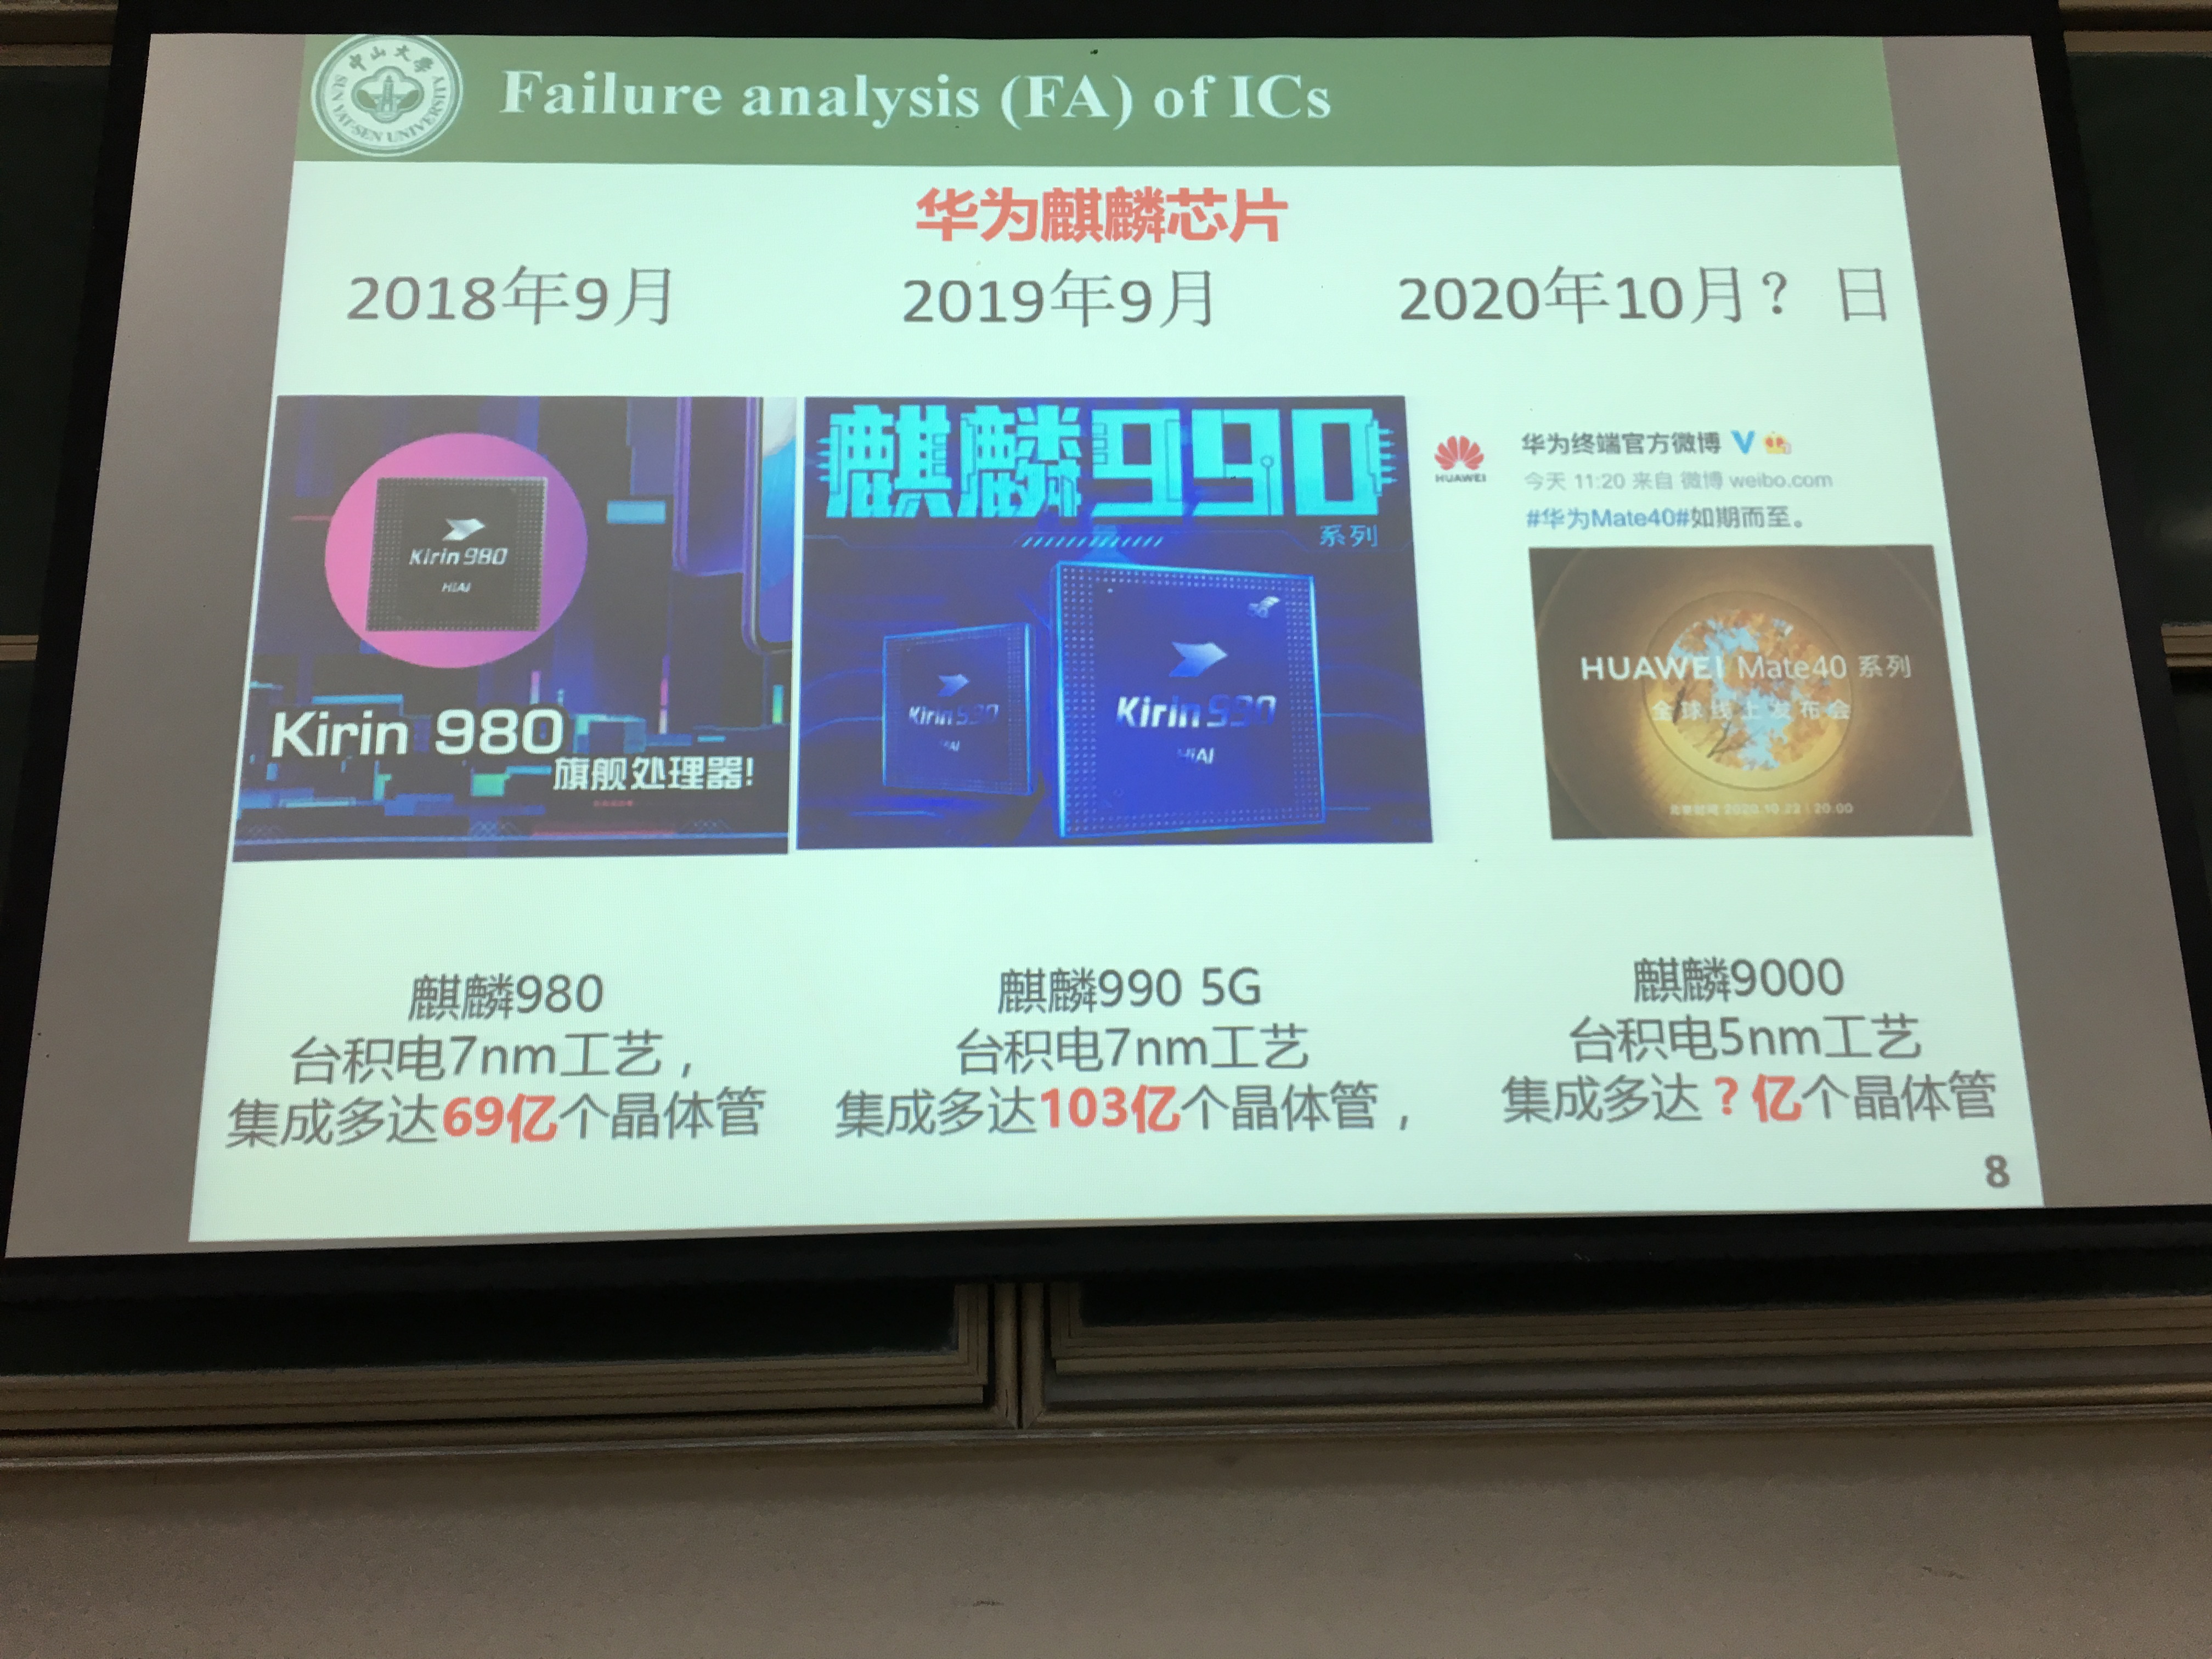 中山大学
SUN YAT-SEN UNIVERSITY
Failure analysis (FA) of ICs
华为麒麟芯片
2018年9月
2019年9月
2020年10月？ 日
Kirin 980
HiAI
Kirin 980
旗舰处理器!
麒麟990
系列
Kirin 990
HiAI
Kirin 990
HiAI
HUAWEI
华为终端官方微博
今天 11:20 来自 微博 weibo.com
#华为Mate40#如期而至。
HUAWEI Mate40 系列
全球线上发布会
2020.10.22 | 20:00
麒麟980
台积电7nm工艺，
集成多达69亿个晶体管
麒麟990 5G
台积电7nm工艺
集成多达103亿个晶体管，
麒麟9000
台积电5nm工艺
集成多达？亿个晶体管
8